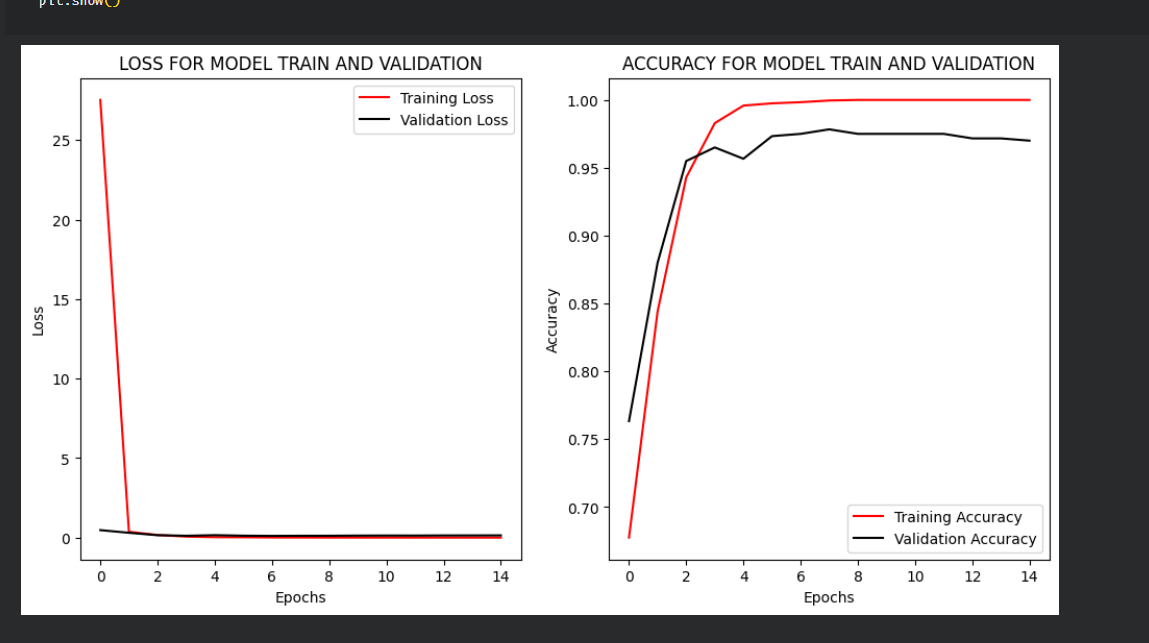 plt.show()
LOSS FOR MODEL TRAIN AND VALIDATION
Training Loss
Validation Loss
25
20
15
10
5
0
Loss
0 2 4 6 8 10 12 14
Epochs
ACCURACY FOR MODEL TRAIN AND VALIDATION
1.00
0.95
0.90
0.85
0.80
0.75
0.70
Accuracy
Training Accuracy
Validation Accuracy
0 2 4 6 8 10 12 14
Epochs